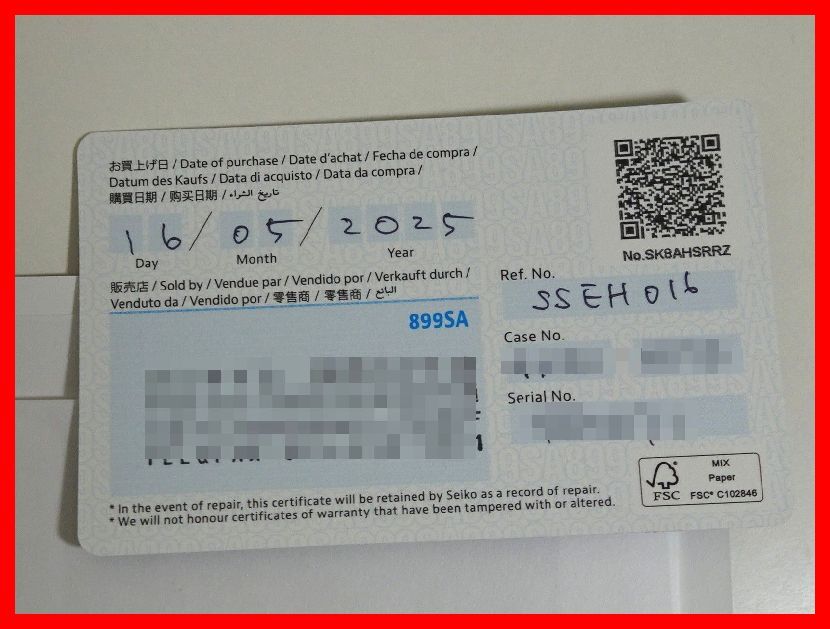 お買上げ日 / Date of purchase / Date d'achat / Fecha de compra /
Datum des Kaufs / Data di acquisto / Data da compra /
購買日期 / 购买日期 / تاريخ الشراء
16 / 05 / 2025
Day Month Year
No.SK8AHSRRZ
販売店 / Sold by / Vendue par / Vendido por / Verkauft durch /
Venduto da / Vendido por / 零售商 / 零售商 / البائع
899SA
Ref. No.
SSEH016
Case No.
Serial No.
* In the event of repair, this certificate will be retained by Seiko as a record of repair.
* We will not honour certificates of warranty that have been tampered with or altered.
FSC
MIX
Paper
FSC® C102846